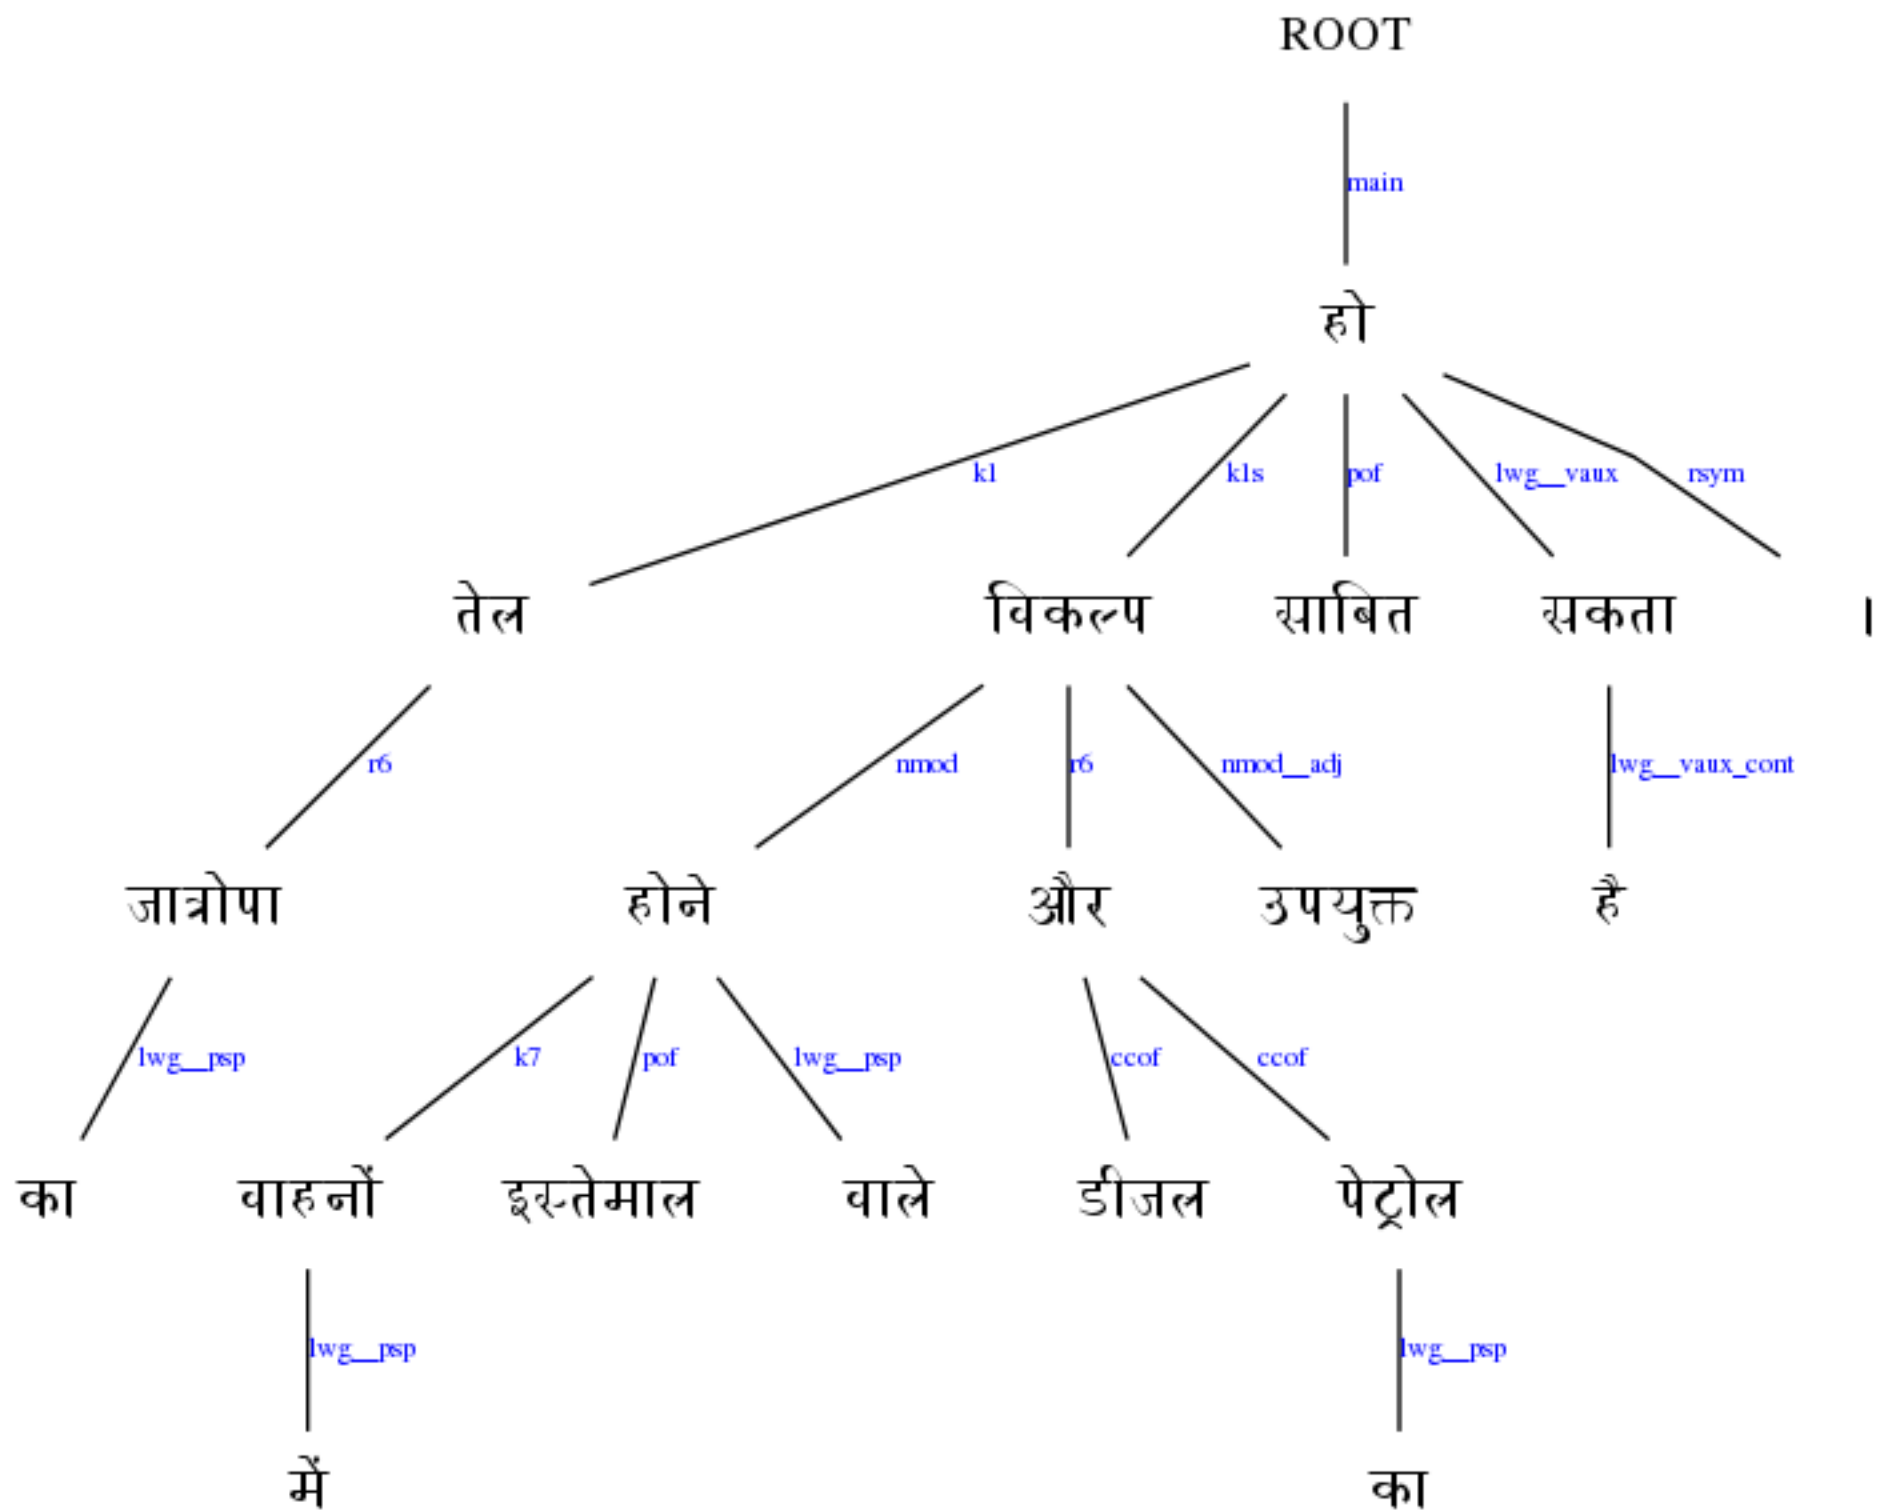 ROOT
main
हो
k1 k1s pof lwg__vaux rsym
तेल विकल्प साबित सकता ।
r6 nmod r6 nmod__adj lwg__vaux_cont
जात्रोपा होने और उपयुक्त है
lwg__psp k7 pof lwg__psp ccof ccof
का वाहनों इस्तेमाल वाले डीजल पेट्रोल
lwg__psp lwg__psp
में का